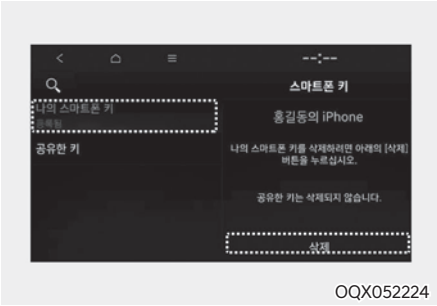 --:--
스마트폰 키
나의 스마트폰 키
등록됨
공유한 키
홍길동의 iPhone
나의 스마트폰 키를 삭제하려면 아래의 [삭제]
버튼을 누르십시오.
공유한 키는 삭제되지 않습니다.
삭제
OQX052224